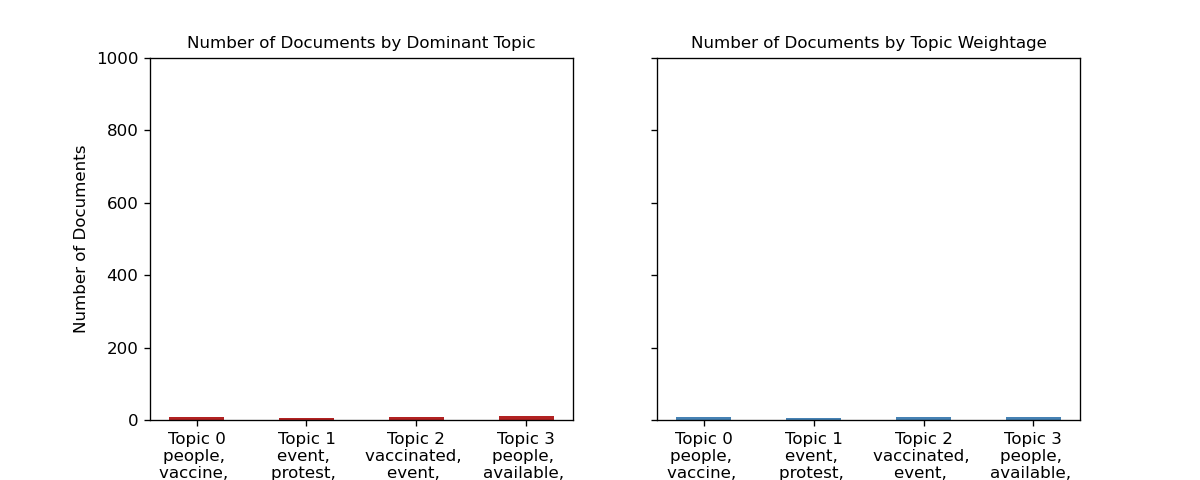 Number of Documents by Dominant Topic
Number of Documents
1000
800
600
400
200
0
Topic 0
people,
vaccine,
Topic 1
event,
protest,
Topic 2
vaccinated,
event,
Topic 3
people,
available,
Number of Documents by Topic Weightage
Topic 0
people,
vaccine,
Topic 1
event,
protest,
Topic 2
vaccinated,
event,
Topic 3
people,
available,